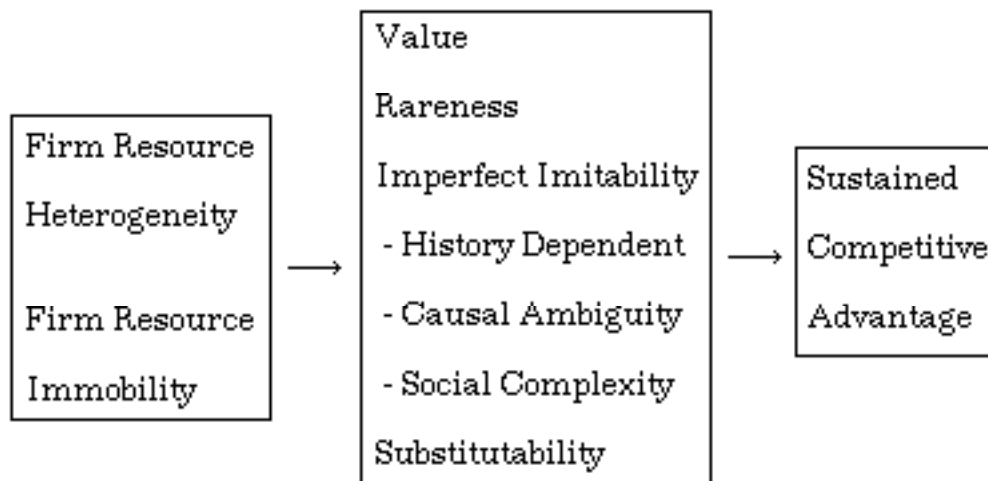 Firm Resource
Heterogeneity
Firm Resource
Immobility
Value
Rareness
Imperfect Imitability
- History Dependent
- Causal Ambiguity
- Social Complexity
Substitutability
Sustained
Competitive
Advantage